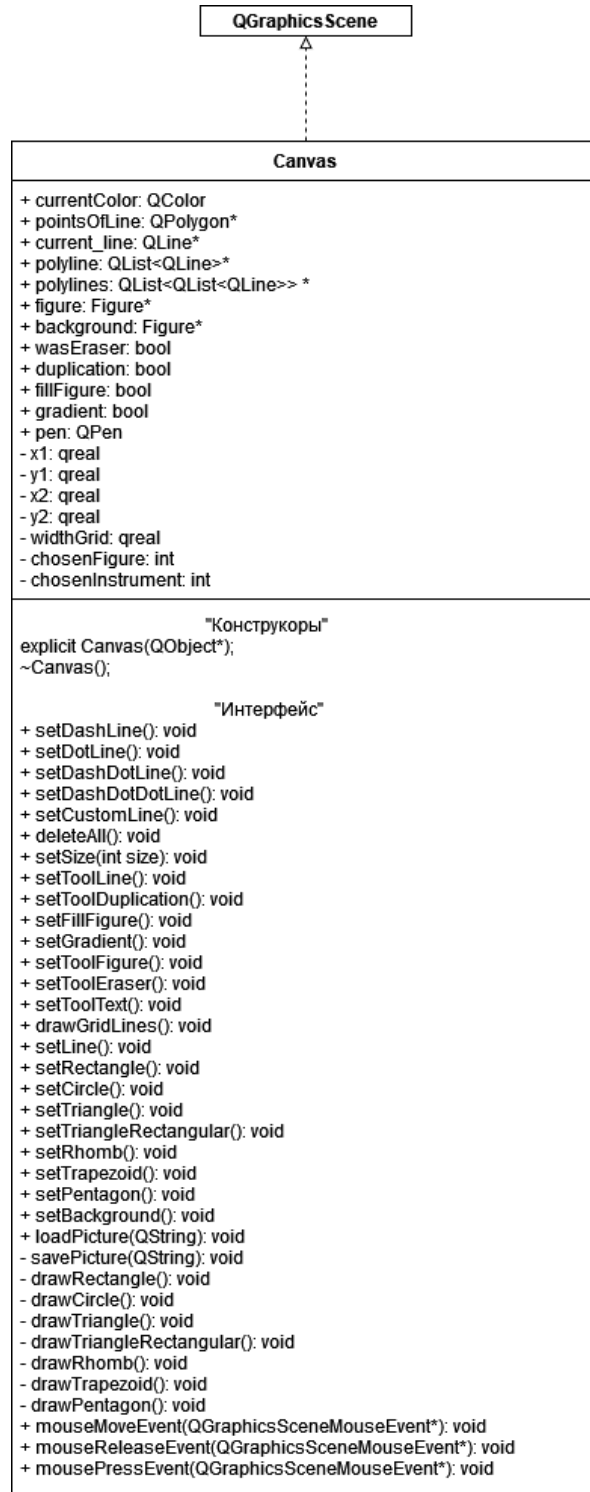 QGraphicsScene
Canvas
+ currentColor: QColor
+ pointsOfLine: QPolygon*
+ current_line: QLine*
+ polyline: QList<QLine>*
+ polylines: QList<QList<QLine>> *
+ figure: Figure*
+ background: Figure*
+ wasEraser: bool
+ duplication: bool
+ fillFigure: bool
+ gradient: bool
+ pen: QPen
- x1: qreal
- y1: qreal
- x2: qreal
- y2: qreal
- widthGrid: qreal
- chosenFigure: int
- chosenInstrument: int
"Конструкоры"
explicit Canvas(QObject*);
~Canvas();
"Интерфейс"
+ setDashLine(): void
+ setDotLine(): void
+ setDashDotLine(): void
+ setDashDotDotLine(): void
+ setCustomLine(): void
+ deleteAll(): void
+ setSize(int size): void
+ setToolLine(): void
+ setToolDuplication(): void
+ setFillFigure(): void
+ setGradient(): void
+ setToolFigure(): void
+ setToolEraser(): void
+ setToolText(): void
+ drawGridLines(): void
+ setLine(): void
+ setRectangle(): void
+ setCircle(): void
+ setTriangle(): void
+ setTriangleRectangular(): void
+ setRhomb(): void
+ setTrapezoid(): void
+ setPentagon(): void
+ setBackground(): void
+ loadPicture(QString): void
- savePicture(QString): void
- drawRectangle(): void
- drawCircle(): void
- drawTriangle(): void
- drawTriangleRectangular(): void
- drawRhomb(): void
- drawTrapezoid(): void
- drawPentagon(): void
+ mouseMoveEvent(QGraphicsSceneMouseEvent*): void
+ mouseReleaseEvent(QGraphicsSceneMouseEvent*): void
+ mousePressEvent(QGraphicsSceneMouseEvent*): void